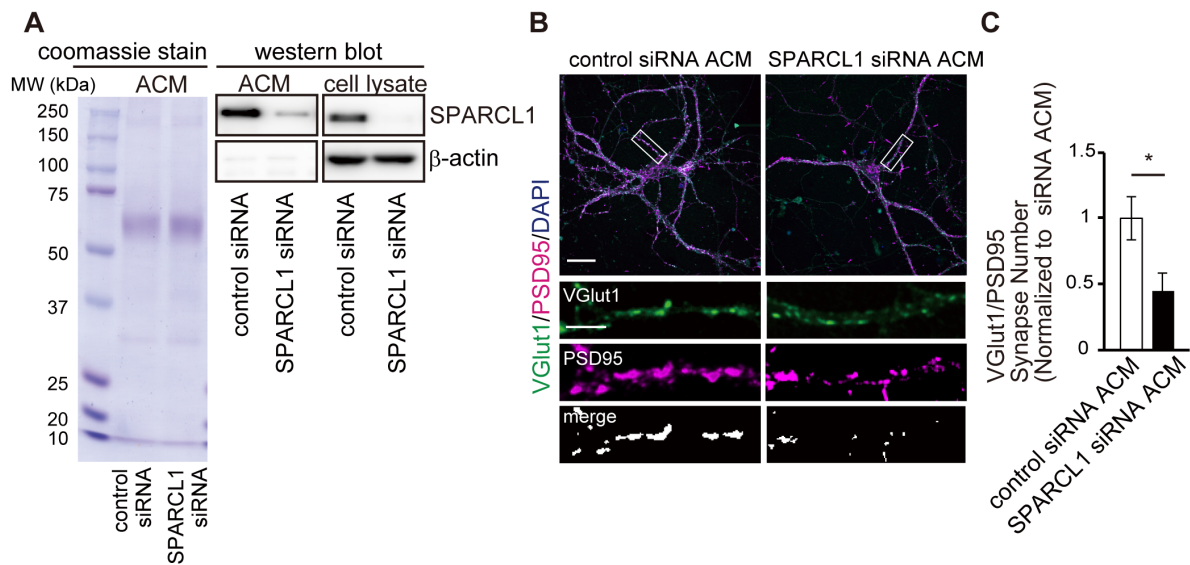 A
coomassie stain
western blot
MW (kDa)
ACM
ACM
cell lysate
250
150
100
75
50
37
25
20
10
SPARCL1
β-actin
control siRNA
SPARCL1 siRNA
control siRNA
SPARCL1 siRNA
control
siRNA
SPARCL1
siRNA
B
control siRNA ACM
SPARCL1 siRNA ACM
VGlut1/PSD95/DAPI
VGlut1
PSD95
merge
C
VGlut1/PSD95
Synapse Number
(Normalized to siRNA ACM)
1.5
1
0.5
0
*
control siRNA ACM
SPARCL1 siRNA ACM